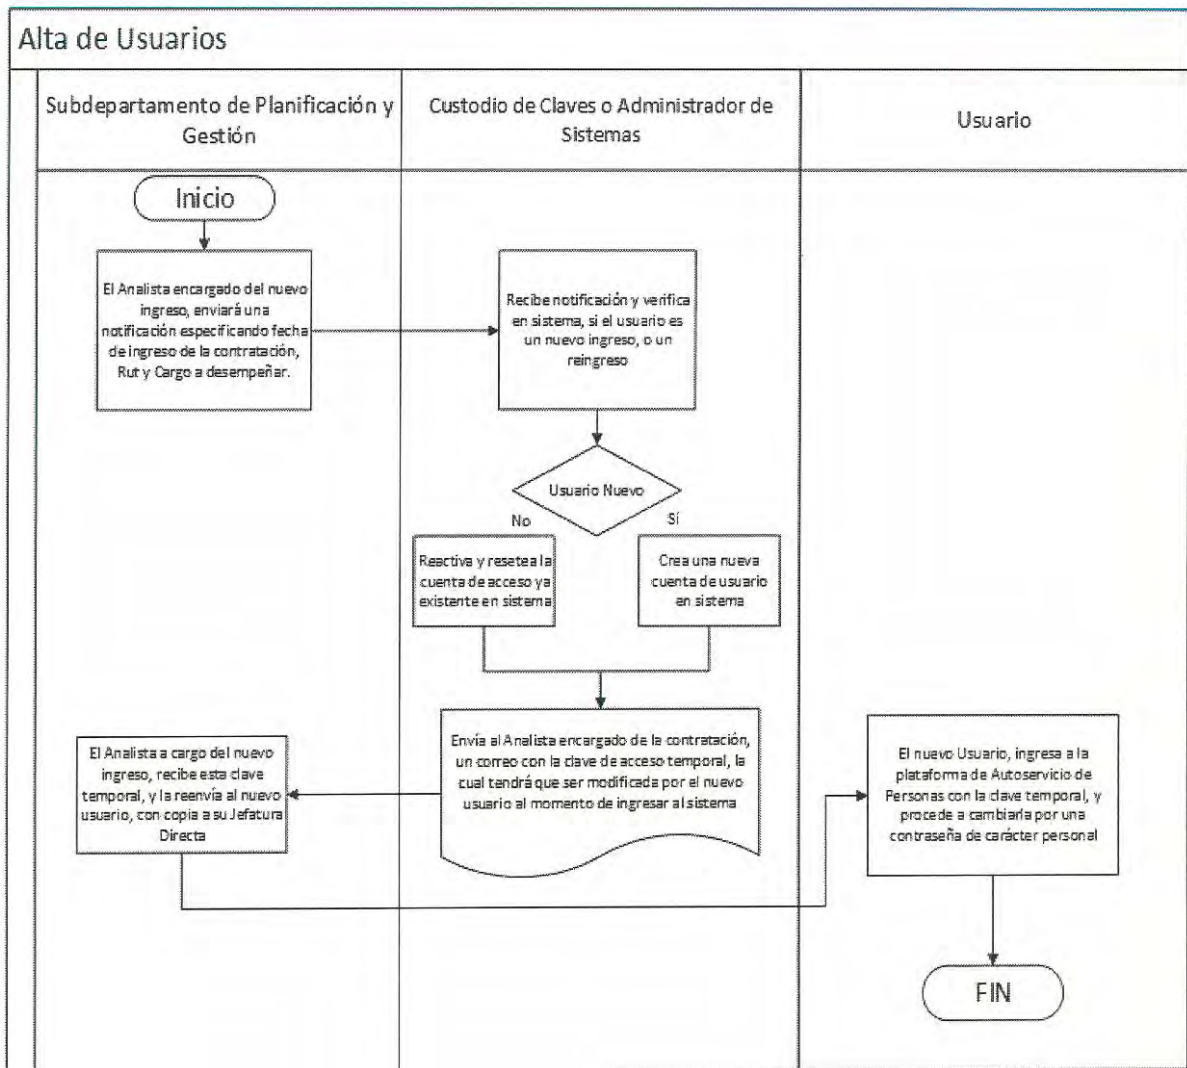 Alta de Usuarios
Subdepartamento de Planificación y
Gestión
Custodio de Claves o Administrador de
Sistemas
Usuario
Inicio
El Analista encargado del nuevo
ingreso, enviará una
notificación especificando fecha
de ingreso de la contratación,
Rut y Cargo a desempeñar.
Recibe notificación y verifica
en sistema, si el usuario es
un nuevo ingreso, o un
reingreso
Usuario Nuevo
No
Sí
Reactiva y resetea la
cuenta de acceso ya
existente en sistema
Crea una nueva
cuenta de usuario
en sistema
Envía al Analista encargado de la contratación,
un correo con la clave de acceso temporal, la
cual tendrá que ser modificada por el nuevo
usuario al momento de ingresar al sistema
El Analista a cargo del nuevo
ingreso, recibe esta clave
temporal, y la reenvía al nuevo
usuario, con copia a su Jefatura
Directa
El nuevo Usuario, ingresa a la
plataforma de Autoservicio de
Personas con la clave temporal, y
procede a cambiarla por una
contraseña de carácter personal
FIN